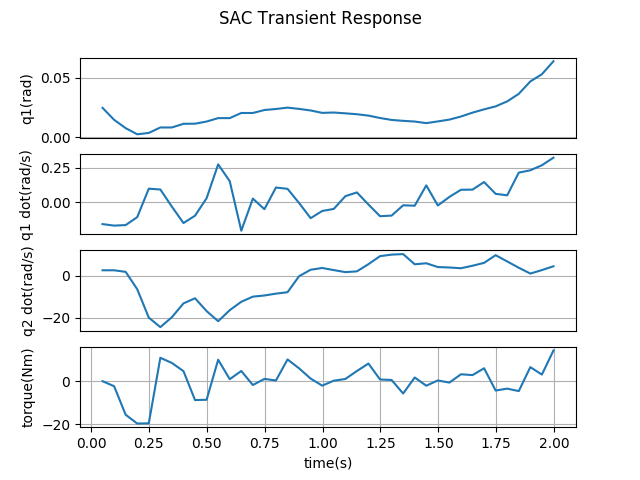 SAC Transient Response
q1(rad)
0.05
0.00
q1 dot(rad/s)
0.25
0.00
q2 dot(rad/s)
0
−20
torque(Nm)
0
−20
0.00 0.25 0.50 0.75 1.00 1.25 1.50 1.75 2.00
time(s)